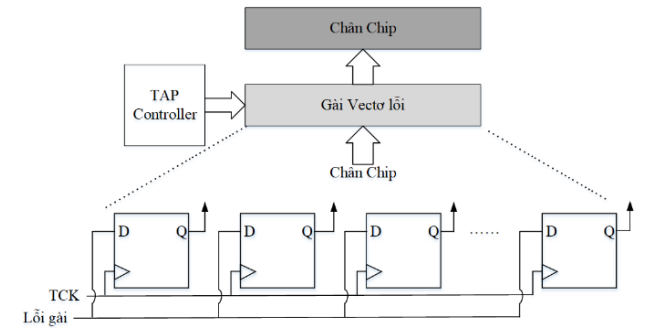 Chân Chip
TAP
Controller
Gài Vectơ lỗi
Chân Chip
D Q D Q D Q ...... D Q
TCK
Lỗi gài